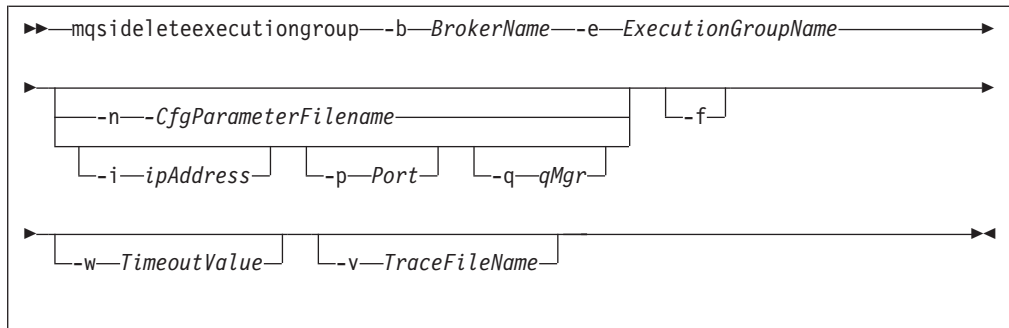 mqsideleteexecutiongroup -b BrokerName -e ExecutionGroupName
-n -CfgParameterFilename
-f
-i ipAddress -p Port -q qMgr
-w TimeoutValue -v TraceFileName